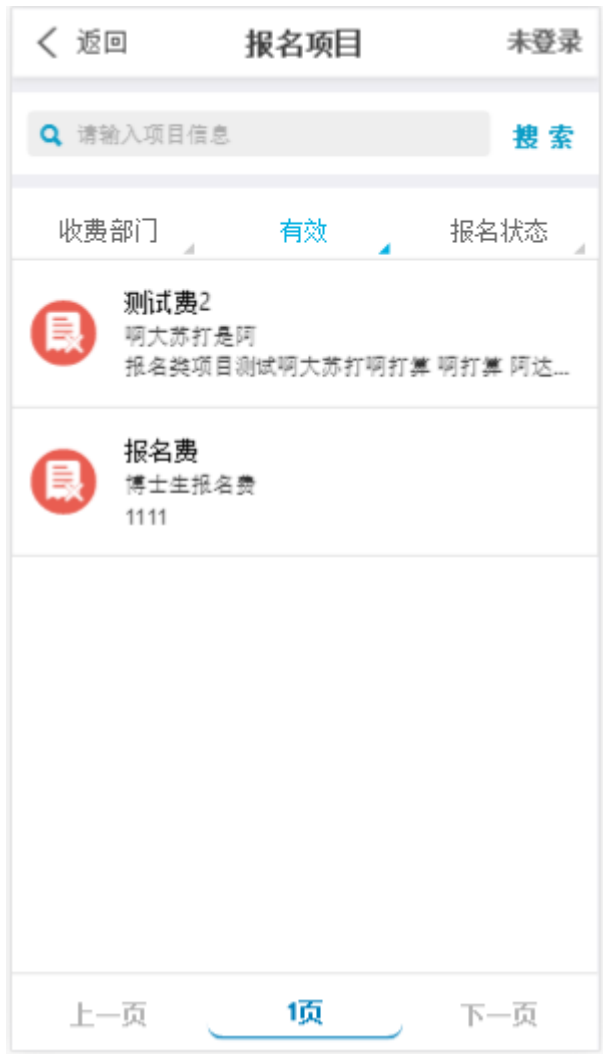 返回 报名项目 未登录
请输入项目信息 搜索
收费部门 有效 报名状态
测试费2
啊大苏打是阿
报名类项目测试啊大苏打啊打算 啊打算 阿达...
报名费
博士生报名费
1111
上一页 1页 下一页